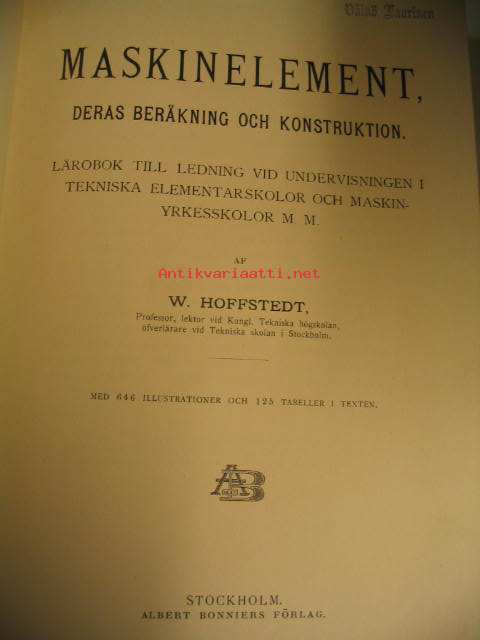 Väinö Laurisen
MASKINELEMENT,
DERAS BERÄKNING OCH KONSTRUKTION.
LÄROBOK TILL LEDNING VID UNDERVISNINGEN I
TEKNISKA ELEMENTARSKOLOR OCH MASKIN-
YRKESSKOLOR M. M.
AF
Antikvariaatti.net
W. HOFFSTEDT,
Professor, lektor vid Kungl. Tekniska högskolan,
öfverlärare vid Tekniska skolan i Stockholm.
MED 646 ILLUSTRATIONER OCH 125 TABELLER I TEXTEN.
STOCKHOLM.
ALBERT BONNIERS FÖRLAG.